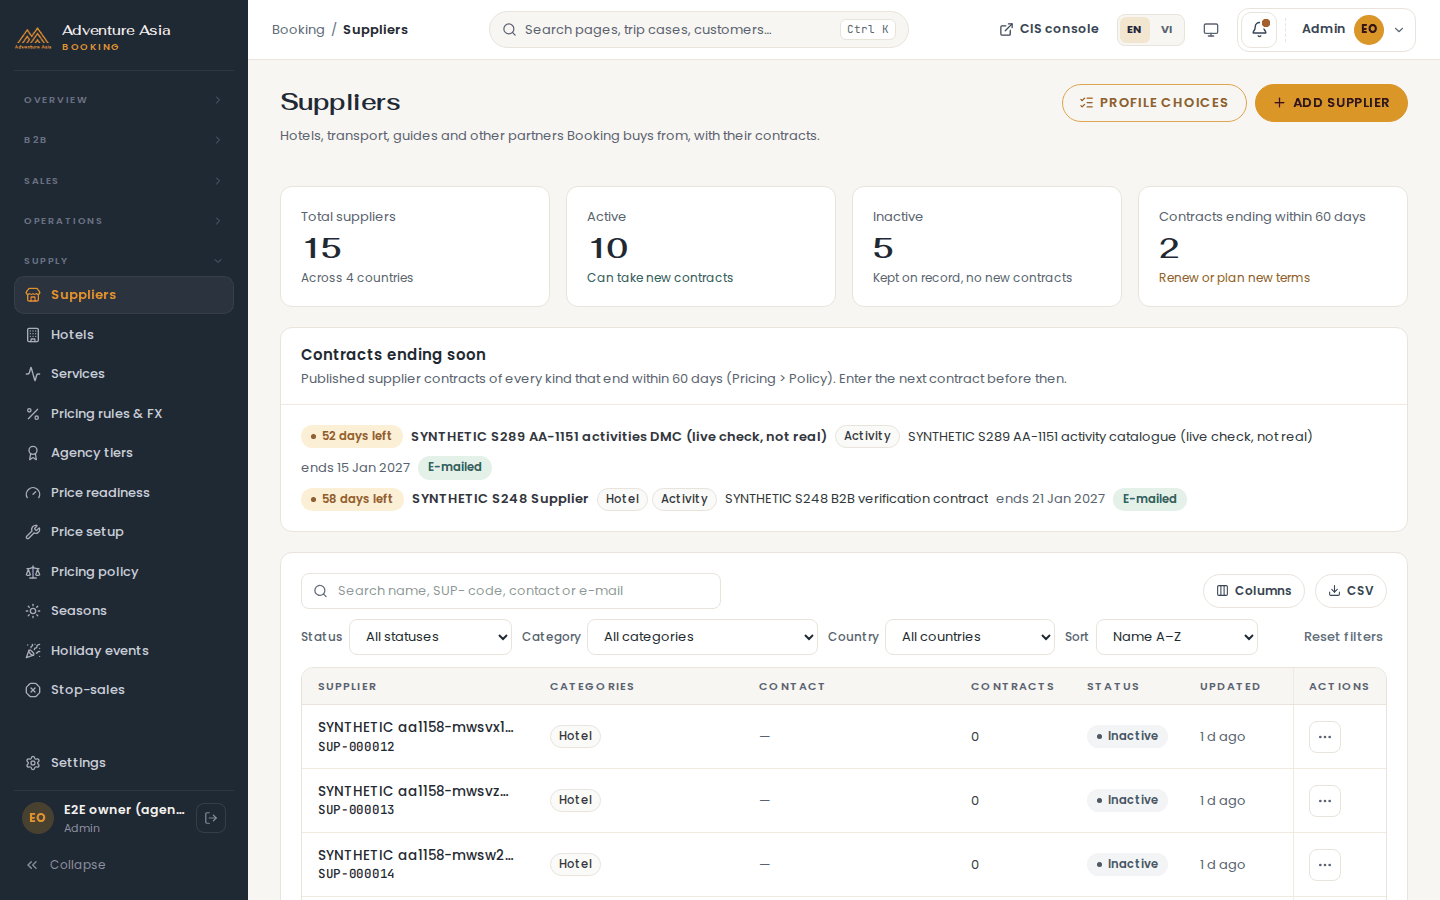 Adventure Asia
BOOKING
Adventure Asia
OVERVIEW
B2B
SALES
OPERATIONS
SUPPLY
Suppliers
Hotels
Services
Pricing rules & FX
Agency tiers
Price readiness
Price setup
Pricing policy
Seasons
Holiday events
Stop-sales
Settings
EO
E2E owner (agen...
Admin
Collapse
Booking / Suppliers
Search pages, trip cases, customers...
Ctrl K
CIS console
EN VI
Admin EO
Suppliers
Hotels, transport, guides and other partners Booking buys from, with their contracts.
PROFILE CHOICES
ADD SUPPLIER
Total suppliers
15
Across 4 countries
Active
10
Can take new contracts
Inactive
5
Kept on record, no new contracts
Contracts ending within 60 days
2
Renew or plan new terms
Contracts ending soon
Published supplier contracts of every kind that end within 60 days (Pricing > Policy). Enter the next contract before then.
52 days left SYNTHETIC S289 AA-1151 activities DMC (live check, not real) Activity SYNTHETIC S289 AA-1151 activity catalogue (live check, not real)
ends 15 Jan 2027 E-mailed
58 days left SYNTHETIC S248 Supplier Hotel Activity SYNTHETIC S248 B2B verification contract ends 21 Jan 2027 E-mailed
Search name, SUP- code, contact or e-mail
Columns
CSV
Status All statuses Category All categories Country All countries Sort Name A–Z Reset filters
SUPPLIER CATEGORIES CONTACT CONTRACTS STATUS UPDATED ACTIONS
SYNTHETIC aa1158-mwsvx1...
SUP-000012
Hotel — 0 Inactive 1 d ago ...
SYNTHETIC aa1158-mwsvz...
SUP-000013
Hotel — 0 Inactive 1 d ago ...
SYNTHETIC aa1158-mwsw2...
SUP-000014
Hotel — 0 Inactive 1 d ago ...